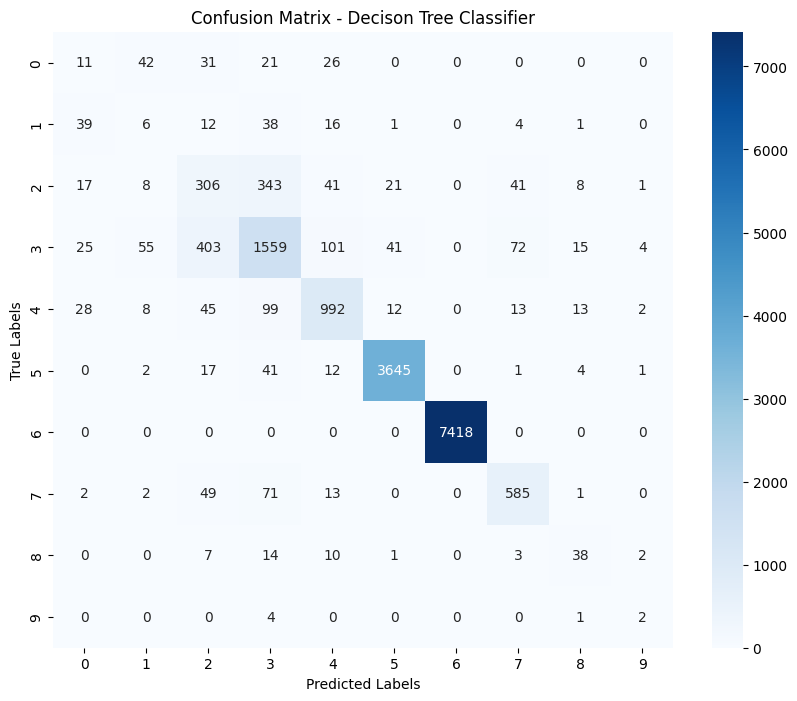 Confusion Matrix - Decison Tree Classifier
0 11 42 31 21 26 0 0 0 0 0
1 39 6 12 38 16 1 0 4 1 0
2 17 8 306 343 41 21 0 41 8 1
3 25 55 403 1559 101 41 0 72 15 4
4 28 8 45 99 992 12 0 13 13 2
5 0 2 17 41 12 3645 0 1 4 1
6 0 0 0 0 0 0 7418 0 0 0
7 2 2 49 71 13 0 0 585 1 0
8 0 0 7 14 10 1 0 3 38 2
9 0 0 0 4 0 0 0 0 1 2
0 1 2 3 4 5 6 7 8 9
True Labels
Predicted Labels
7000
6000
5000
4000
3000
2000
1000
0